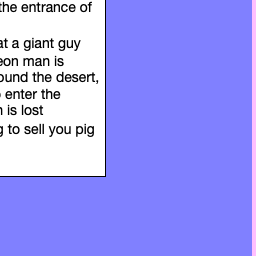 the entrance of
at a giant guy
eon man is
ound the desert,
enter the
is lost
to sell you pig